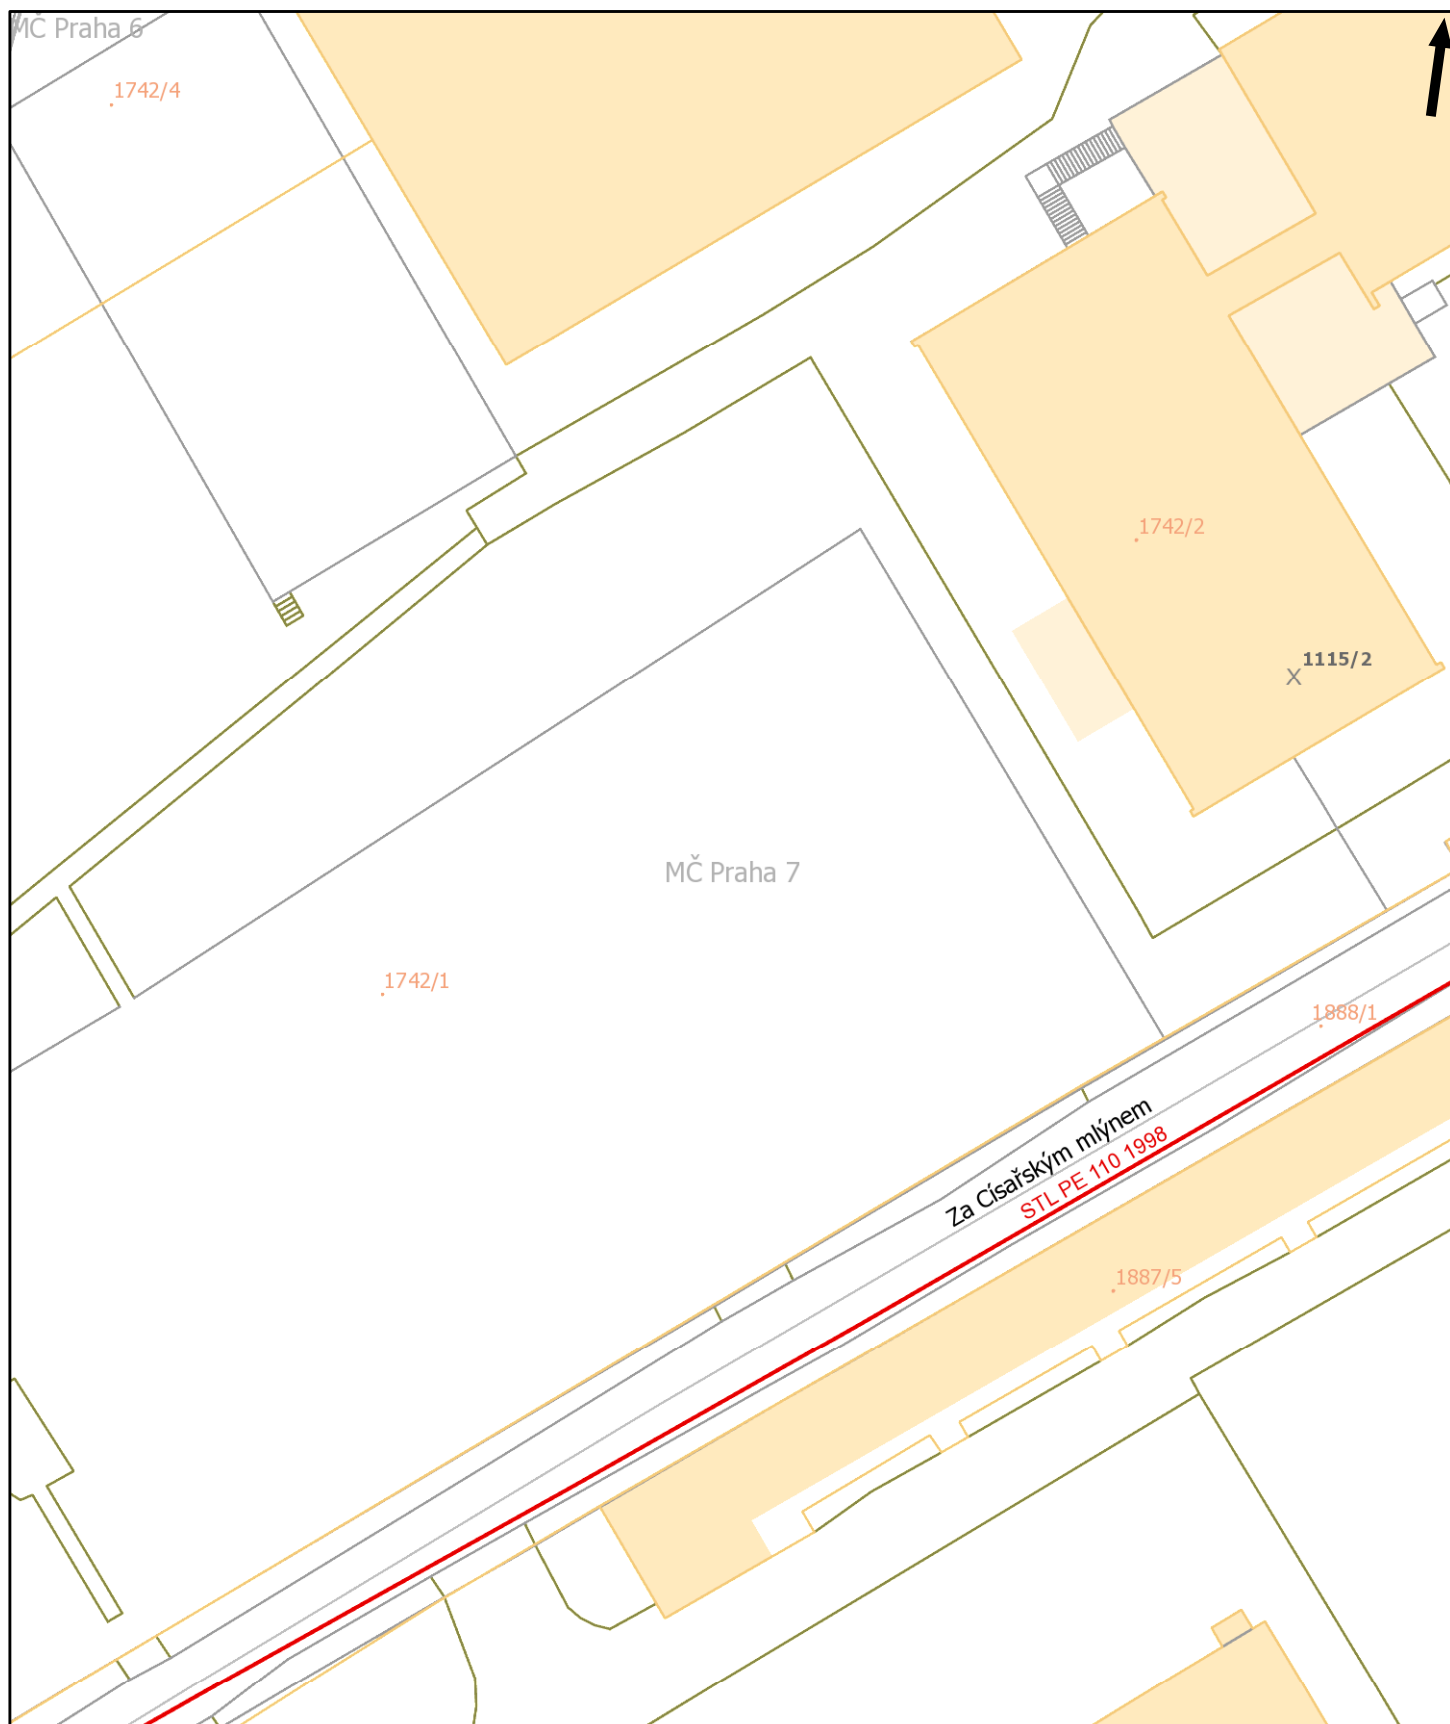 MČ Praha 6
1742/4
1742/2
1115/2
MČ Praha 7
1742/1
1888/1
Za Císařským mlýnem
STL PE 110 1998
1887/5